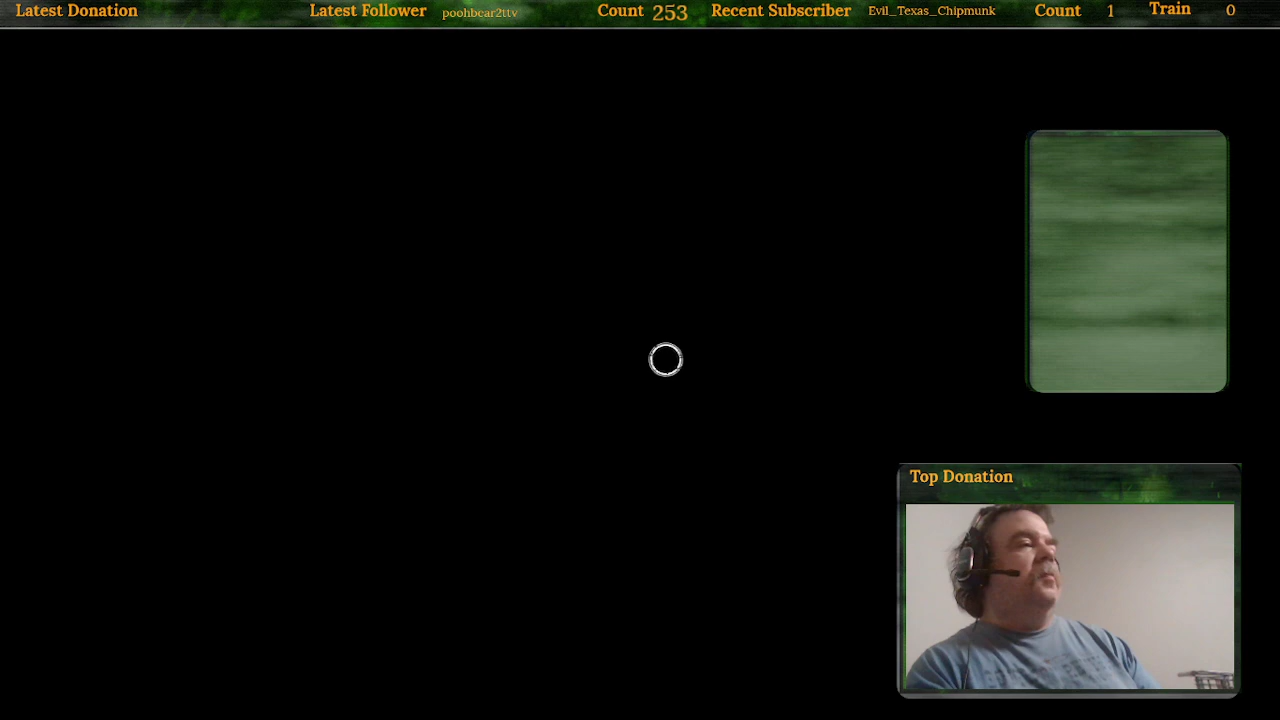 Latest Donation Latest Follower poohbear2ttv Count 253 Recent Subscriber Evil_Texas_Chipmunk Count 1 Train 0
Top Donation